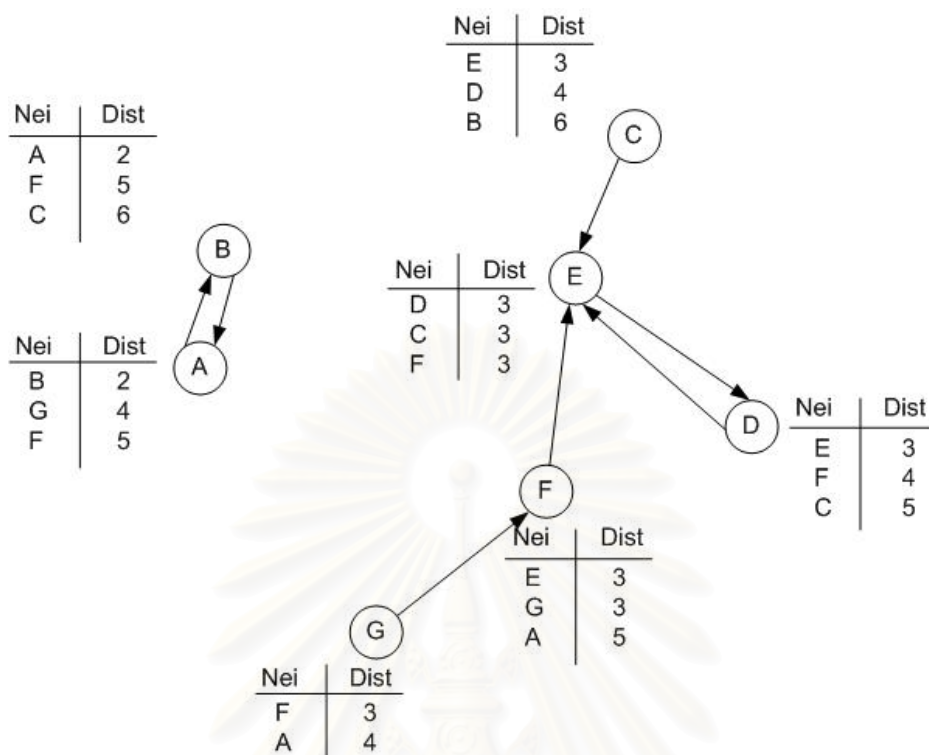 Nei Dist
E 3
D 4
B 6
C
Nei Dist
A 2
F 5
C 6
B
Nei Dist
D 3
C 3
F 3
E
Nei Dist
B 2
G 4
F 5
A
D
Nei Dist
E 3
F 4
C 5
F
Nei Dist
E 3
G 3
A 5
G
Nei Dist
F 3
A 4